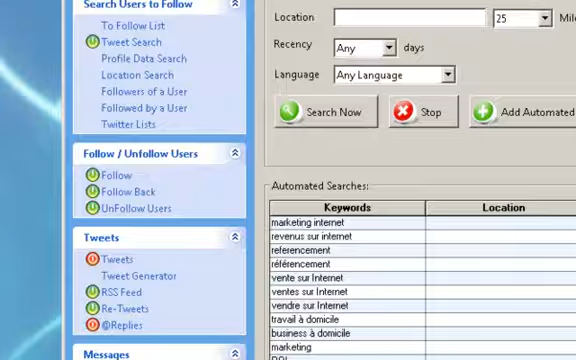 Search Users to Follow
To Follow List
Tweet Search
Profile Data Search
Location Search
Followers of a User
Followed by a User
Twitter Lists
Follow / Unfollow Users
Follow
Follow Back
UnFollow Users
Tweets
Tweets
Tweet Generator
RSS Feed
Re-Tweets
@Replies
Messages
Location
25
Recency
Any
days
Language
Any Language
Search Now
Stop
Add Automated
Automated Searches:
Keywords
Location
marketing internet
revenus sur internet
referencement
référencement
vente sur Internet
ventes sur Internet
vendre sur Internet
travail à domicile
business à domicile
marketing